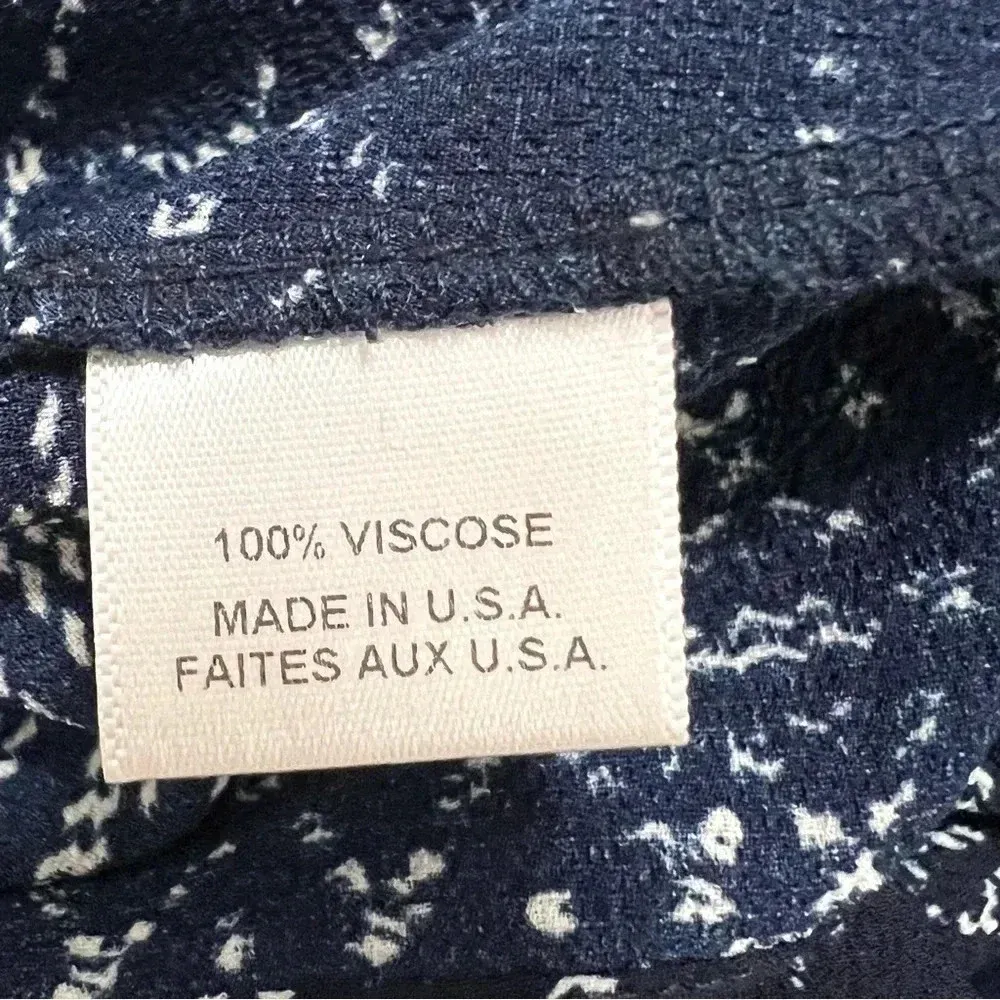 100% VISCOSE
MADE IN U.S.A.
FAITES AUX U.S.A.